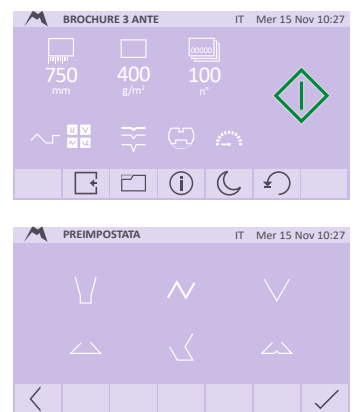 BROCHURE 3 ANTE IT Mer 15 Nov 10:27
00000
750 400 100
mm g/m² n°
PREIMPOSTATA IT Mer 15 Nov 10:27